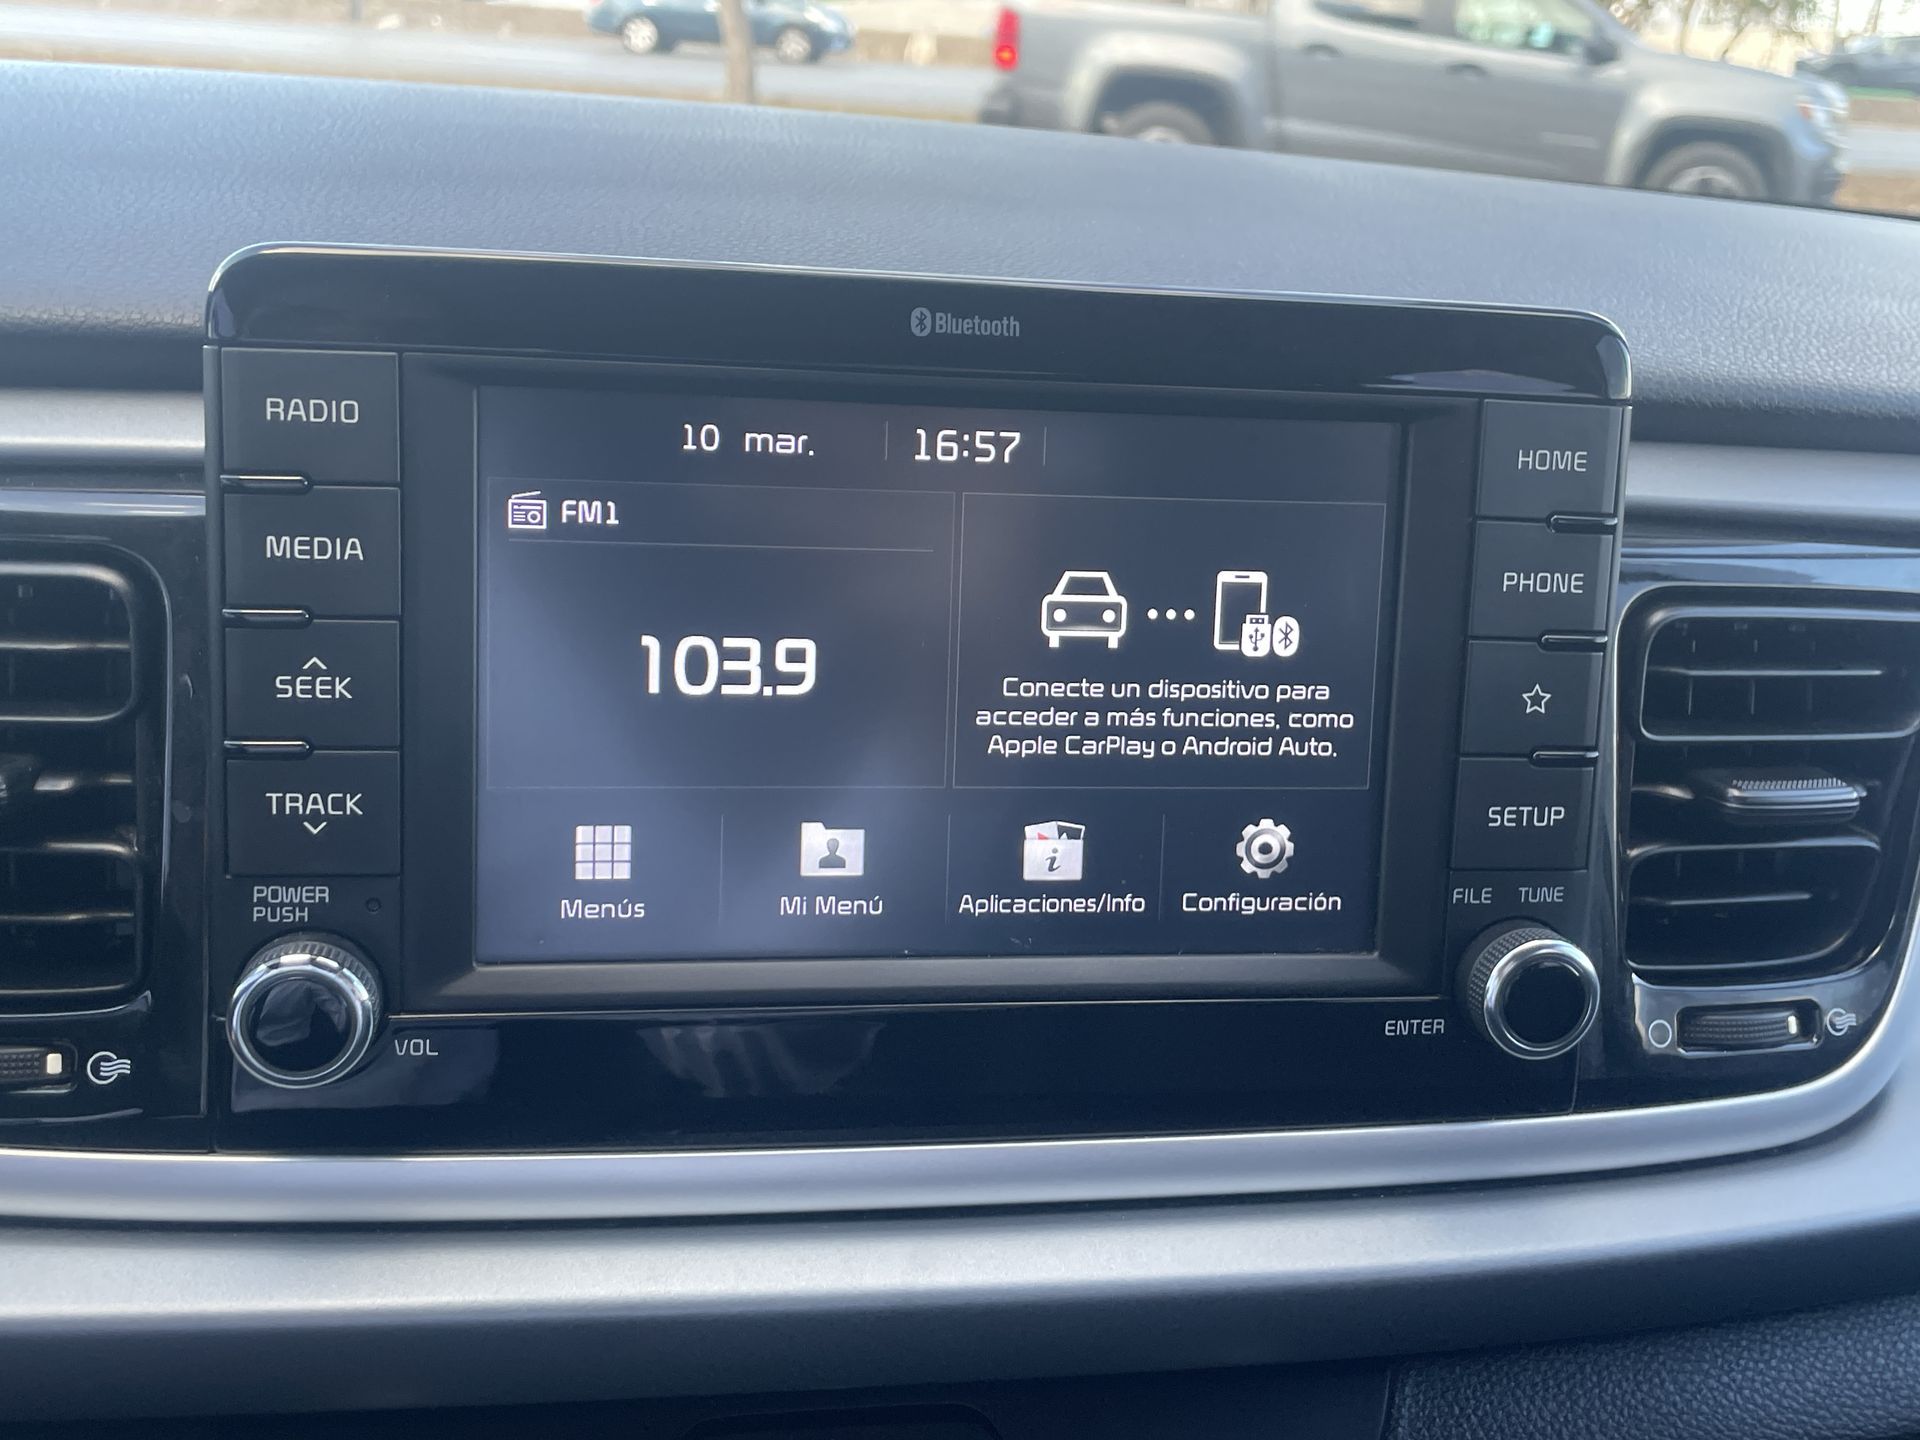 Bluetooth
RADIO
MEDIA
SEEK
TRACK
POWER
PUSH
VOL
10 mar.
16:57
FM1
103.9
Conecte un dispositivo para
acceder a más funciones, como
Apple CarPlay o Android Auto.
Menús
Mi Menú
Aplicaciones/Info
Configuración
HOME
PHONE
SETUP
FILE
TUNE
ENTER